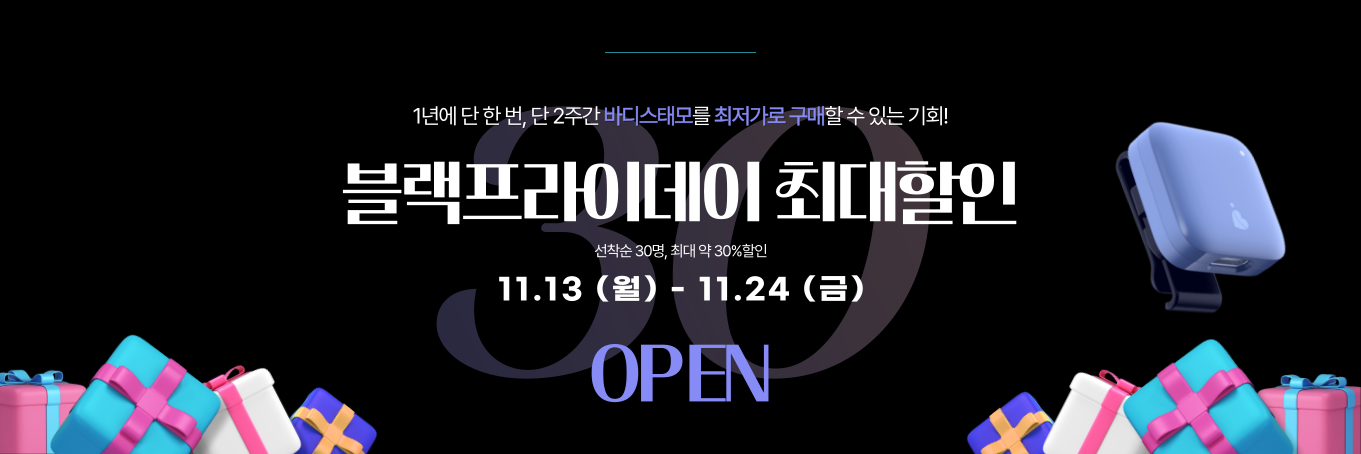 1년에 단 한 번, 단 2주간 바디스태모를 최저가로 구매할 수 있는 기회!
30
블랙프라이데이 최대할인
선착순 30명, 최대 약 30%할인
11.13 (월) - 11.24 (금)
OPEN